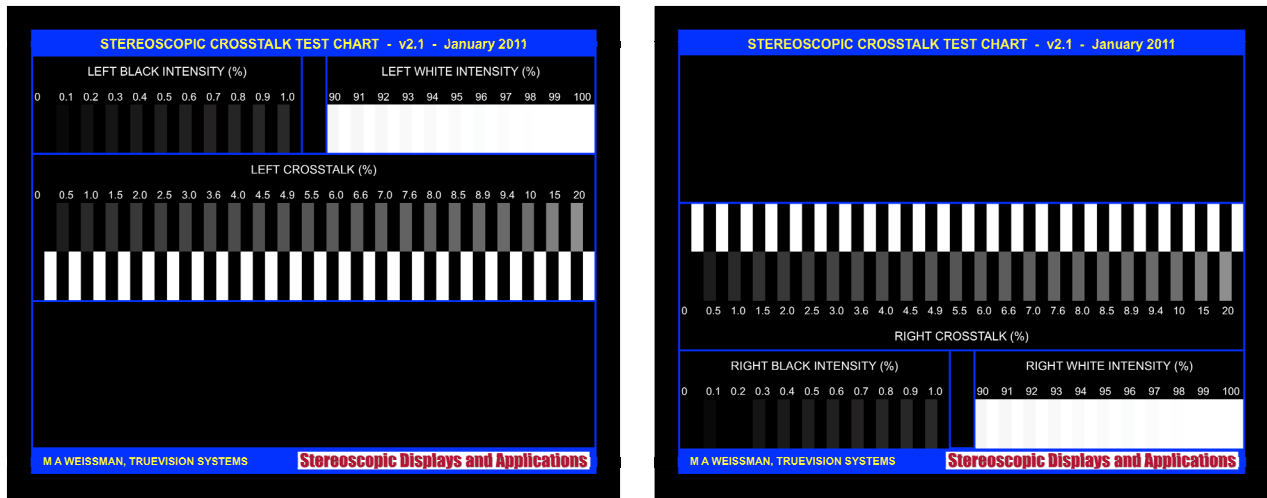 STEREOSCOPIC CROSSTALK TEST CHART - v2.1 - January 2011
LEFT BLACK INTENSITY (%)
LEFT WHITE INTENSITY (%)
0 0.1 0.2 0.3 0.4 0.5 0.6 0.7 0.8 0.9 1.0
90 91 92 93 94 95 96 97 98 99 100
LEFT CROSSTALK (%)
0 0.5 1.0 1.5 2.0 2.5 3.0 3.6 4.0 4.5 4.9 5.5 6.0 6.6 7.0 7.6 8.0 8.5 8.9 9.4 10 15 20
M A WEISSMAN, TRUEVISION SYSTEMS
Stereoscopic Displays and Applications
STEREOSCOPIC CROSSTALK TEST CHART - v2.1 - January 2011
0 0.5 1.0 1.5 2.0 2.5 3.0 3.6 4.0 4.5 4.9 5.5 6.0 6.6 7.0 7.6 8.0 8.5 8.9 9.4 10 15 20
RIGHT CROSSTALK (%)
RIGHT BLACK INTENSITY (%)
RIGHT WHITE INTENSITY (%)
0 0.1 0.2 0.3 0.4 0.5 0.6 0.7 0.8 0.9 1.0
90 91 92 93 94 95 96 97 98 99 100
M A WEISSMAN, TRUEVISION SYSTEMS
Stereoscopic Displays and Applications